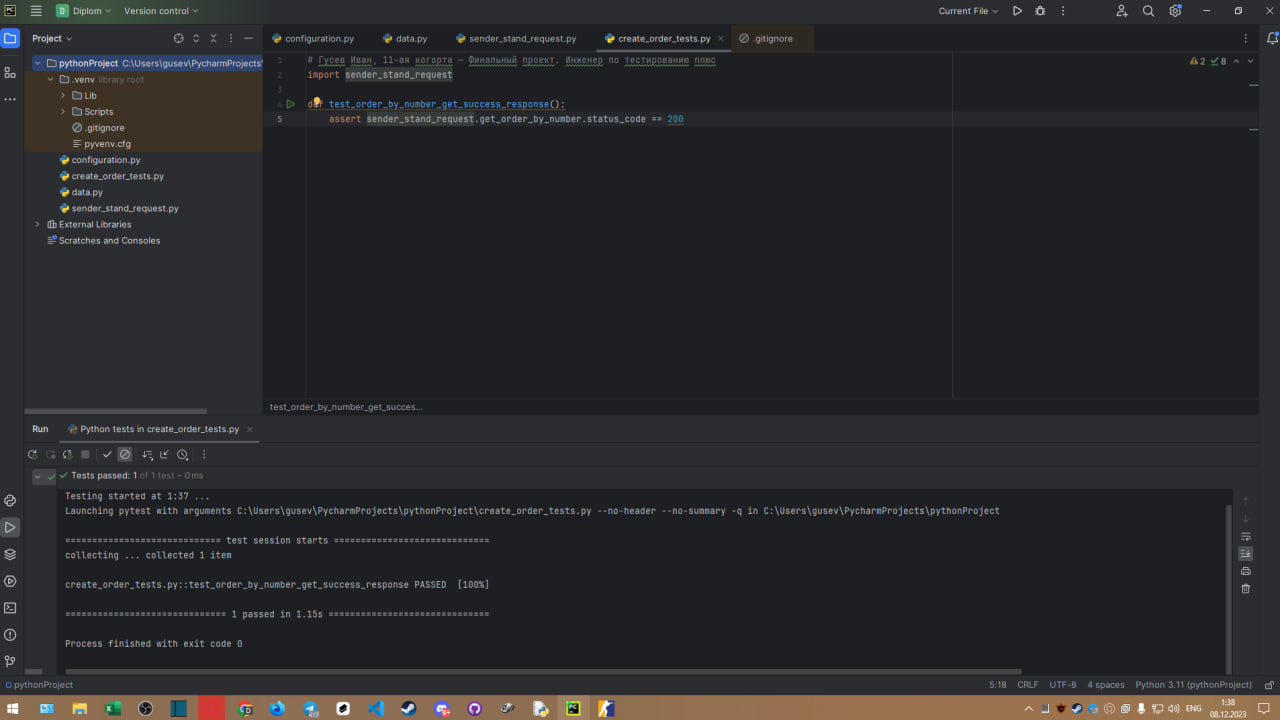 PC
D Diplom
Version control
Current File
Project
configuration.py
data.py
sender_stand_request.py
create_order_tests.py
.gitignore
pythonProject C:\Users\gusev\PycharmProjects\
.venv library root
Lib
Scripts
.gitignore
pyvenv.cfg
configuration.py
create_order_tests.py
data.py
sender_stand_request.py
External Libraries
Scratches and Consoles
1 # Гусев Иван, 11-ая когорта — Финальный проект. Инженер по тестированию плюс
2 import sender_stand_request
3
4 def test_order_by_number_get_success_response():
5 assert sender_stand_request.get_order_by_number.status_code == 200
2 8
test_order_by_number_get_succes...
Run
Python tests in create_order_tests.py
Tests passed: 1 of 1 test – 0 ms
Testing started at 1:37 ...
Launching pytest with arguments C:\Users\gusev\PycharmProjects\pythonProject\create_order_tests.py --no-header --no-summary -q in C:\Users\gusev\PycharmProjects\pythonProject
============================= test session starts =============================
collecting ... collected 1 item
create_order_tests.py::test_order_by_number_get_success_response PASSED [100%]
============================== 1 passed in 1.15s ==============================
Process finished with exit code 0
pythonProject
5:18 CRLF UTF-8 4 spaces Python 3.11 (pythonProject)
ENG
1:38
08.12.2023